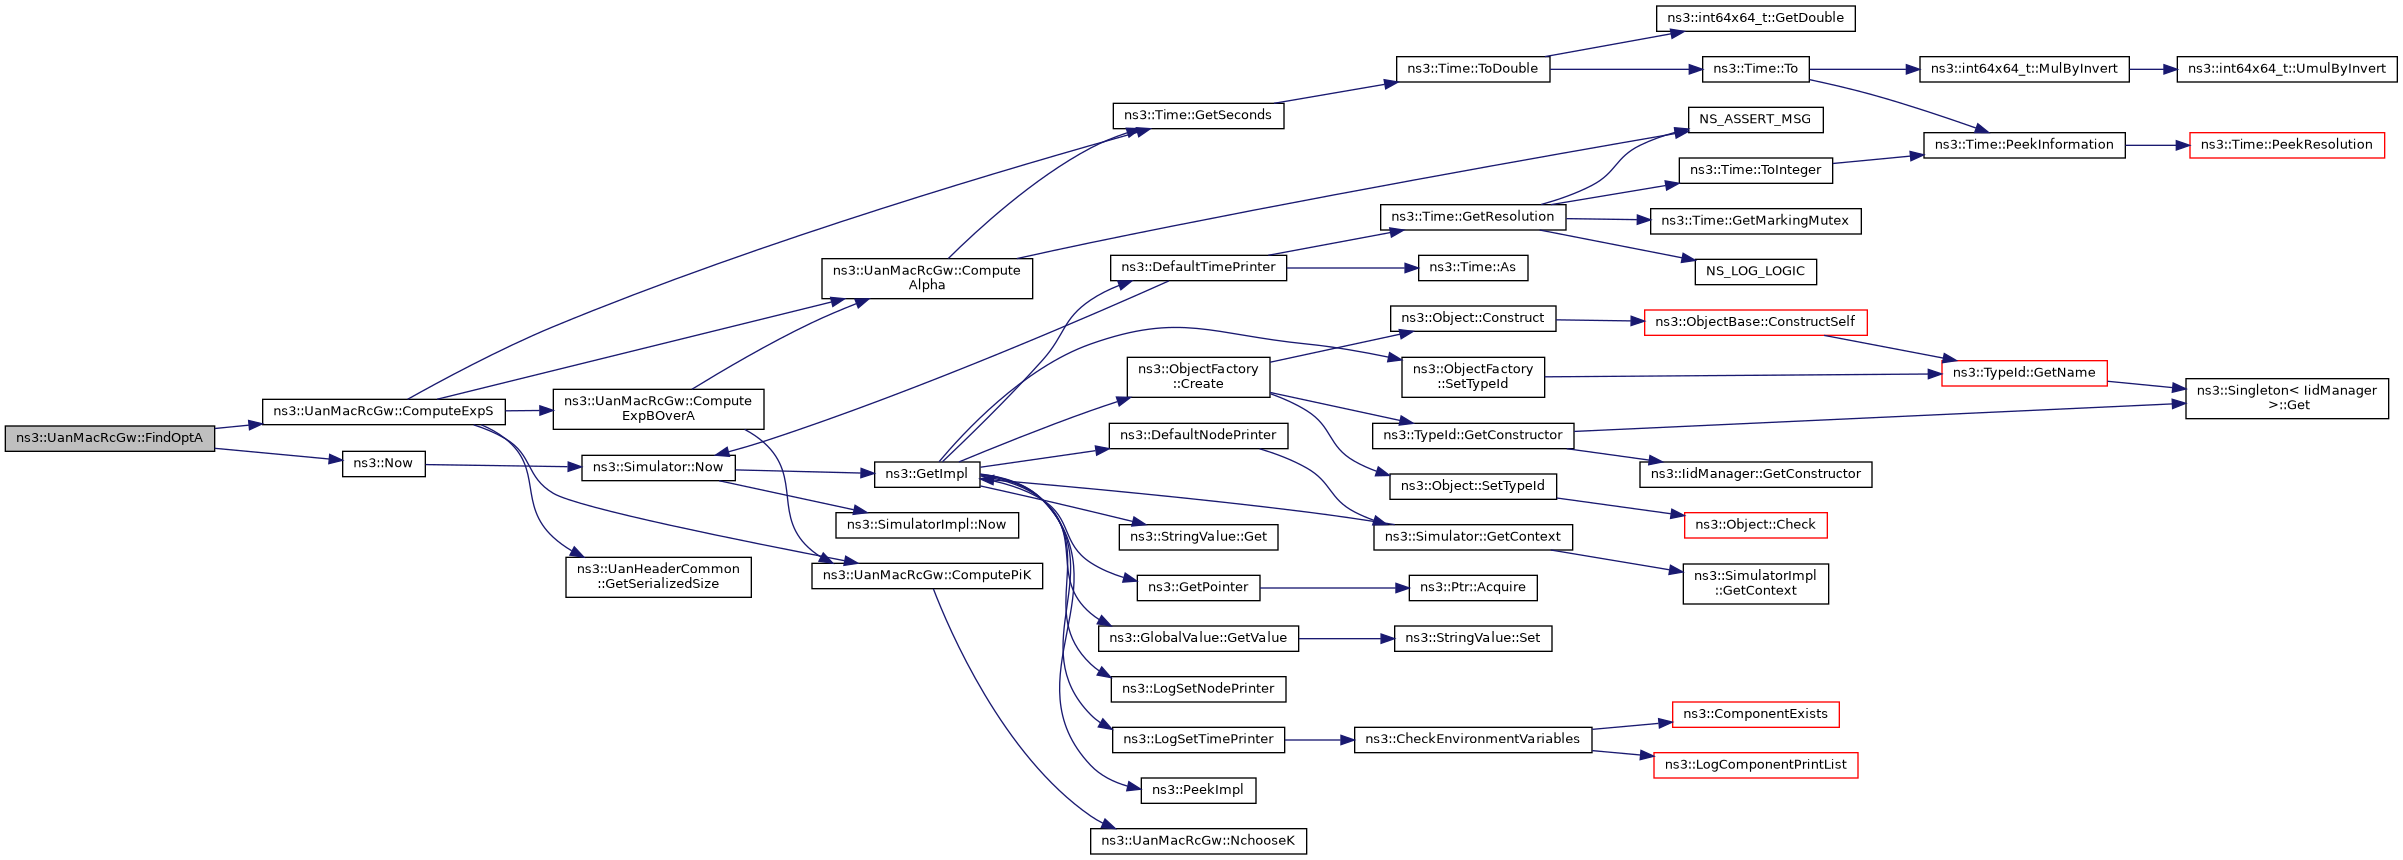 ns3::UanMacRcGw::FindOptA
ns3::UanMacRcGw::ComputeExpS
ns3::Now
ns3::UanMacRcGw::Compute
ExpBOverA
ns3::Simulator::Now
ns3::UanHeaderCommon
::GetSerializedSize
ns3::UanMacRcGw::Compute
Alpha
ns3::GetImpl
ns3::SimulatorImpl::Now
ns3::UanMacRcGw::ComputePiK
ns3::Time::GetSeconds
ns3::DefaultTimePrinter
ns3::ObjectFactory
::Create
ns3::DefaultNodePrinter
ns3::StringValue::Get
ns3::GetPointer
ns3::GlobalValue::GetValue
ns3::LogSetNodePrinter
ns3::LogSetTimePrinter
ns3::PeekImpl
ns3::UanMacRcGw::NchooseK
ns3::Time::ToDouble
ns3::Time::GetResolution
ns3::Time::As
ns3::Object::Construct
ns3::ObjectFactory
::SetTypeId
ns3::TypeId::GetConstructor
ns3::Object::SetTypeId
ns3::Simulator::GetContext
ns3::Ptr::Acquire
ns3::StringValue::Set
ns3::CheckEnvironmentVariables
ns3::int64x64_t::GetDouble
ns3::Time::To
NS_ASSERT_MSG
ns3::Time::ToInteger
ns3::Time::GetMarkingMutex
NS_LOG_LOGIC
ns3::ObjectBase::ConstructSelf
ns3::IidManager::GetConstructor
ns3::Object::Check
ns3::SimulatorImpl
::GetContext
ns3::ComponentExists
ns3::LogComponentPrintList
ns3::int64x64_t::MulByInvert
ns3::Time::PeekInformation
ns3::TypeId::GetName
ns3::int64x64_t::UmulByInvert
ns3::Time::PeekResolution
ns3::Singleton< IidManager
>::Get